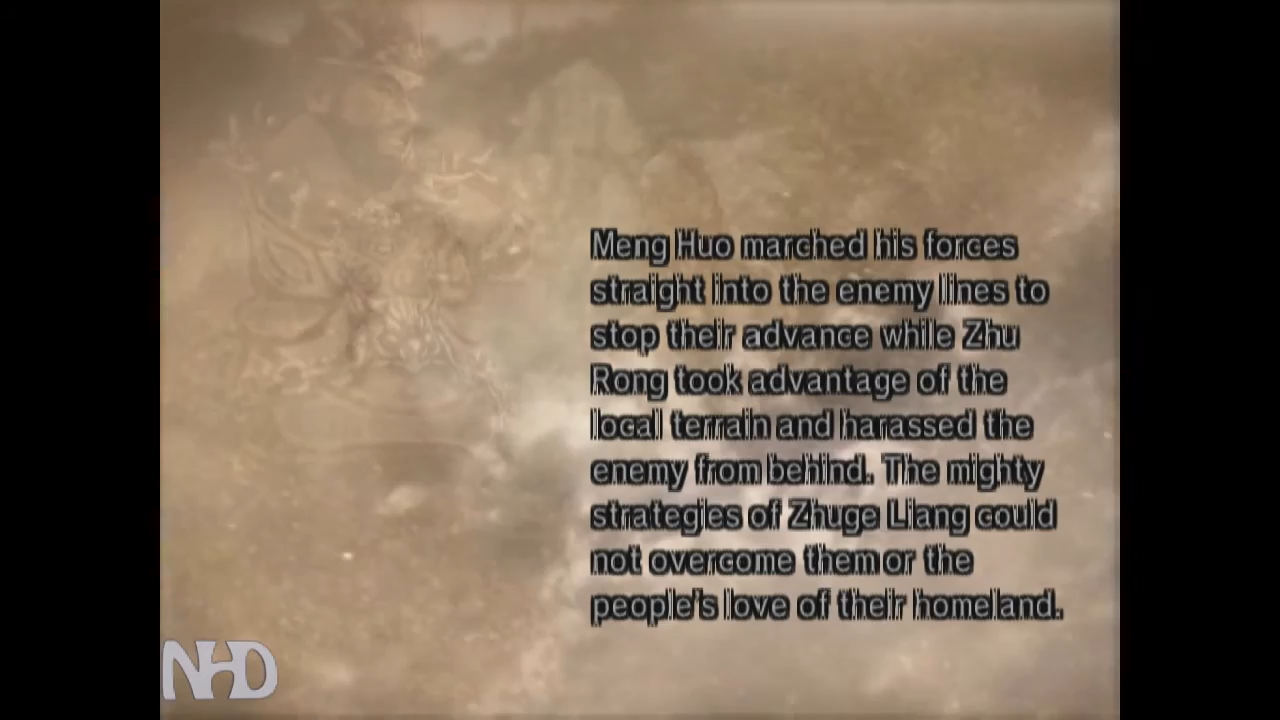 Meng Huo marched his forces
straight into the enemy lines to
stop their advance while Zhu
Rong took advantage of the
local terrain and harassed the
enemy from behind. The mighty
strategies of Zhuge Liang could
not overcome them or the
people's love of their homeland.
NHD